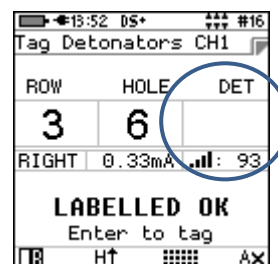 13:52 DS+ #16
Tag Detonators CH1
ROW HOLE DET
3 6
RIGHT 0.33mA : 93
LABELLED OK
Enter to tag
H↑ A×